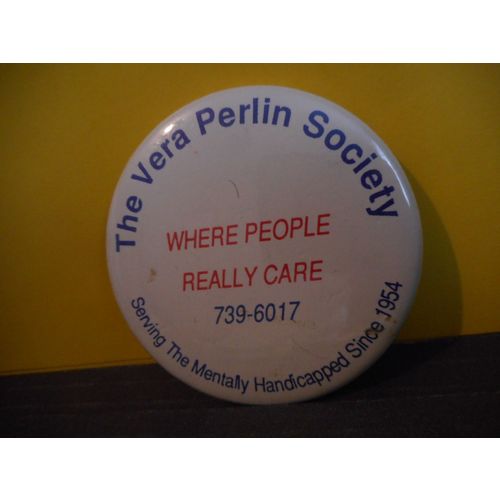 The Vera Perlin Society
WHERE PEOPLE
REALLY CARE
739-6017
Serving The Mentally Handicapped Since 1954